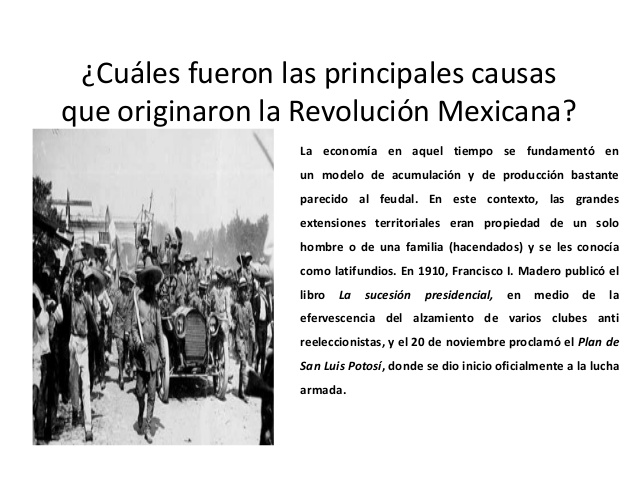 ¿Cuáles fueron las principales causas
que originaron la Revolución Mexicana?
La economía en aquel tiempo se fundamentó en
un modelo de acumulación y de producción bastante
parecido al feudal. En este contexto, las grandes
extensiones territoriales eran propiedad de un solo
hombre o de una familia (hacendados) y se les conocía
como latifundios. En 1910, Francisco I. Madero publicó el
libro La sucesión presidencial, en medio de la
efervescencia del alzamiento de varios clubes anti
reeleccionistas, y el 20 de noviembre proclamó el Plan de
San Luis Potosí, donde se dio inicio oficialmente a la lucha
armada.